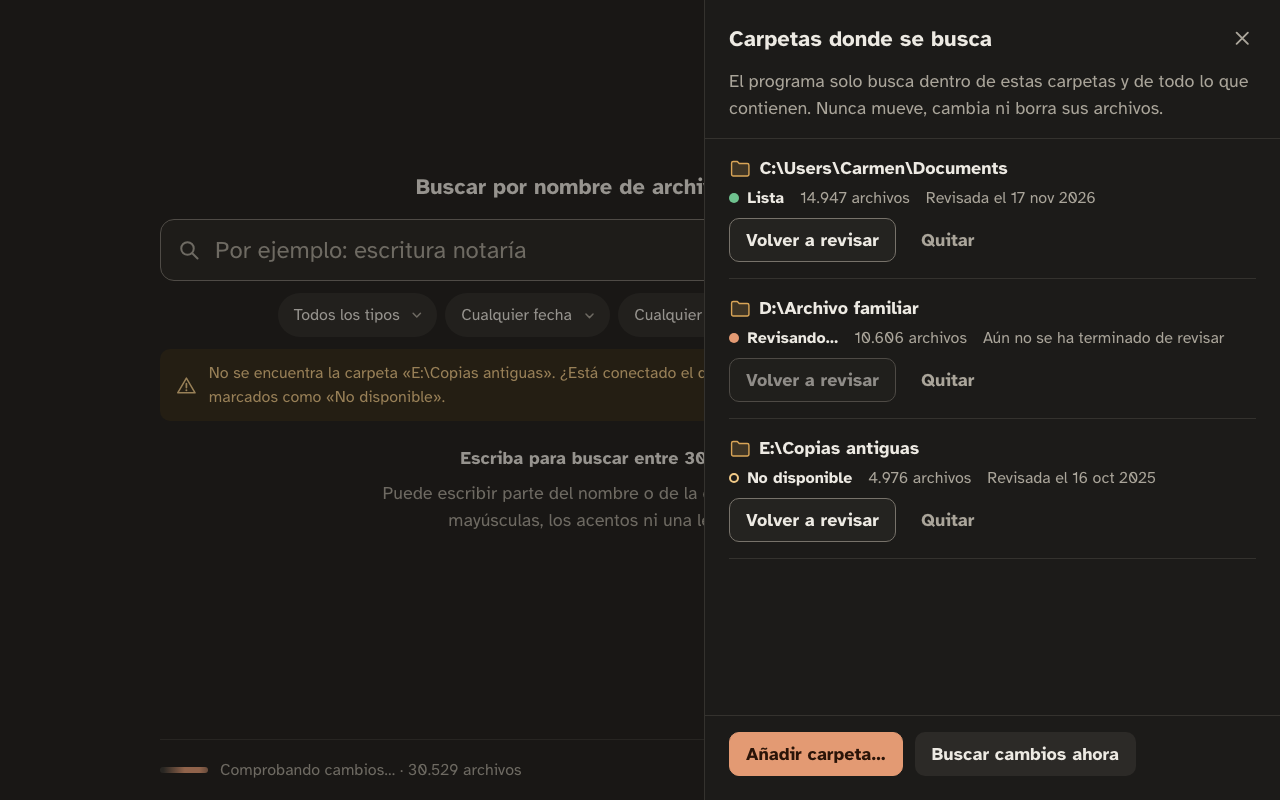 Buscar por nombre de archi
Por ejemplo: escritura notaría
Todos los tipos
Cualquier fecha
Cualquier
No se encuentra la carpeta «E:\Copias antiguas». ¿Está conectado el
marcados como «No disponible».
Escriba para buscar entre 30
Puede escribir parte del nombre o de la
mayúsculas, los acentos ni una
Comprobando cambios... · 30.529 archivos
Carpetas donde se busca
El programa solo busca dentro de estas carpetas y de todo lo que
contienen. Nunca mueve, cambia ni borra sus archivos.
C:\Users\Carmen\Documents
Lista 14.947 archivos Revisada el 17 nov 2026
Volver a revisar Quitar
D:\Archivo familiar
Revisando... 10.606 archivos Aún no se ha terminado de revisar
Volver a revisar Quitar
E:\Copias antiguas
No disponible 4.976 archivos Revisada el 16 oct 2025
Volver a revisar Quitar
Añadir carpeta... Buscar cambios ahora